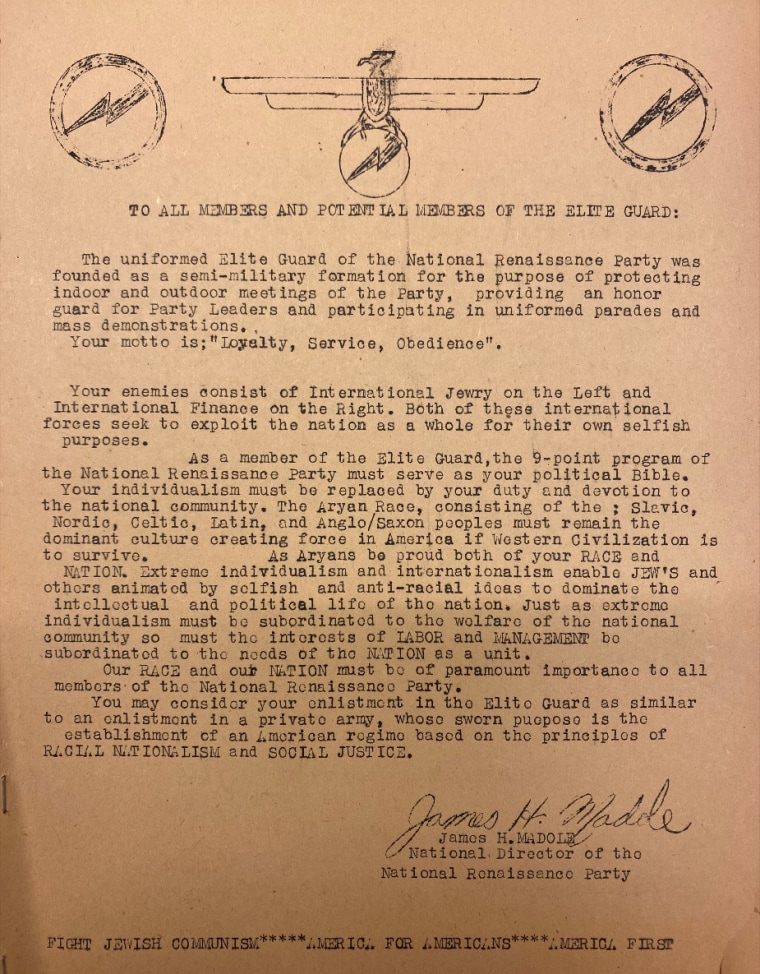 TO ALL MEMBERS AND POTENTIAL MEMBERS OF THE ELITE GUARD:
The uniformed Elite Guard of the National Renaissance Party was
founded as a semi-military formation for the purpose of protecting
indoor and outdoor meetings of the Party, providing an honor
guard for Party Leaders and participating in uniformed parades and
mass demonstrations.
Your motto is;"Loyalty, Service, Obedience".
Your enemies consist of International Jewry on the Left and
International Finance on the Right. Both of these international
forces seek to exploit the nation as a whole for their own selfish
purposes.
As a member of the Elite Guard,the 9-point program of
the National Renaissance Party must serve as your political Bible.
Your individualism must be replaced by your duty and devotion to
the national community. The Aryan Race, consisting of the ; Slavic,
Nordic, Celtic, Latin, and Anglo/Saxon peoples must remain the
dominant culture creating force in America if Western Civilization is
to survive. As Aryans be proud both of your RACE and
NATION. Extreme individualism and internationalism enable JEW'S and
others animated by selfish and anti-racial ideas to dominate the
intellectual and political life of the nation. Just as extreme
individualism must be subordinated to the welfare of the national
community so must the interests of LABOR and MANAGEMENT be
subordinated to the needs of the NATION as a unit.
Our RACE and our NATION must be of paramount importance to all
members of the National Renaissance Party.
You may consider your enlistment in the Elite Guard as similar
to an enlistment in a private army, whose sworn puepose is the
establishment of an American regime based on the principles of
RACIAL NATIONALISM and SOCIAL JUSTICE.
James H. Madole
James H.MADOLE
National Director of the
National Renaissance Party
FIGHT JEWISH COMMUNISM*****AMERICA FOR AMERICANS****AMERICA FIRST